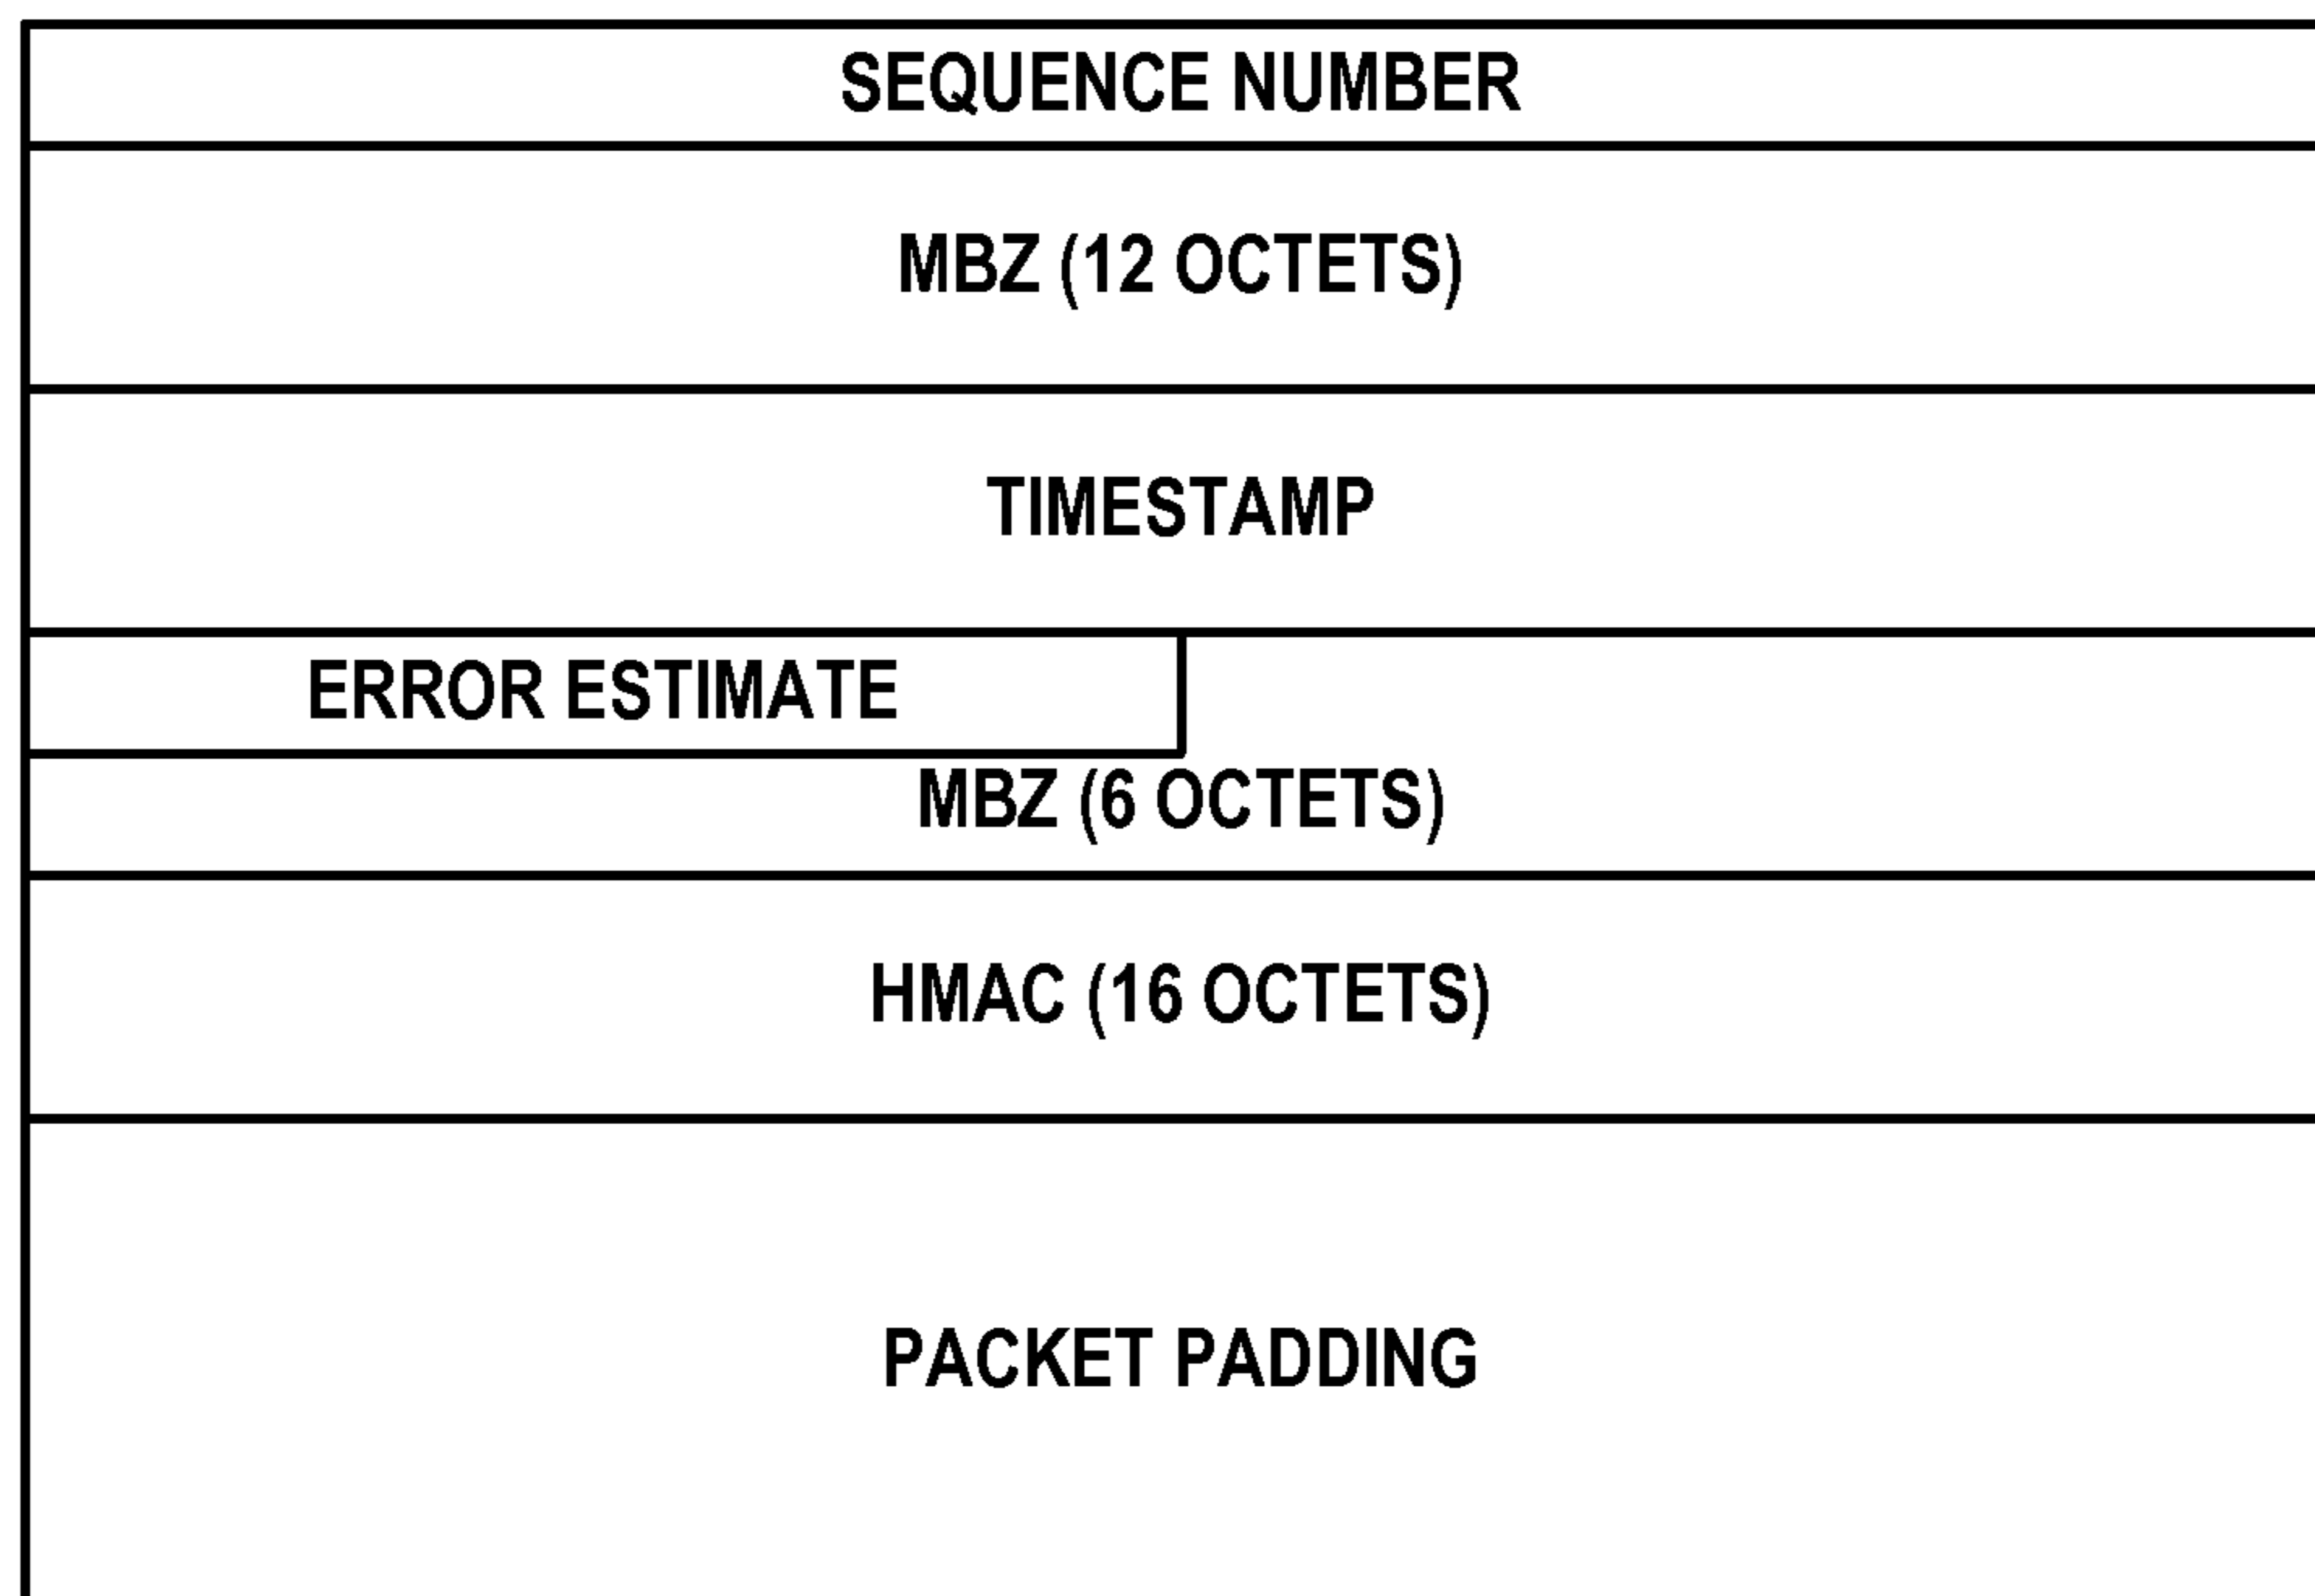 SEQUENCE NUMBER
MBZ (12 OCTETS)
TIMESTAMP
ERROR ESTIMATE
MBZ (6 OCTETS)
HMAC (16 OCTETS)
PACKET PADDING